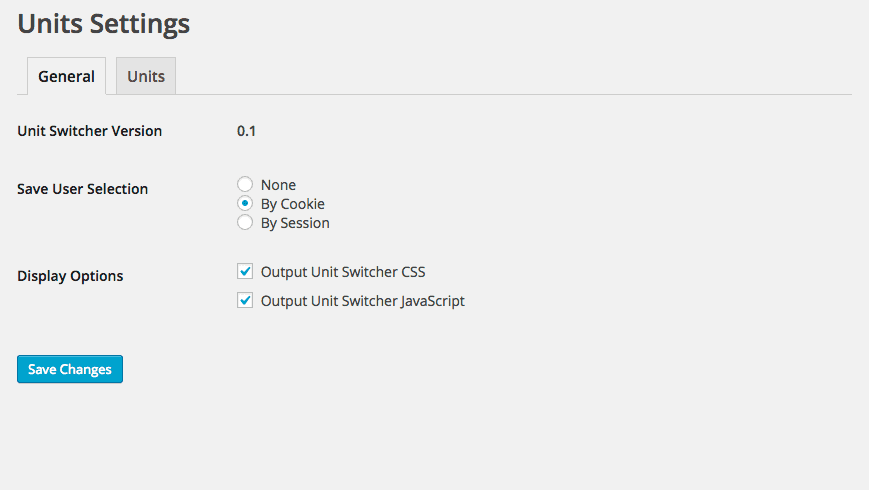 Units Settings
General Units
Unit Switcher Version 0.1
Save User Selection None
By Cookie
By Session
Display Options Output Unit Switcher CSS
Output Unit Switcher JavaScript
Save Changes